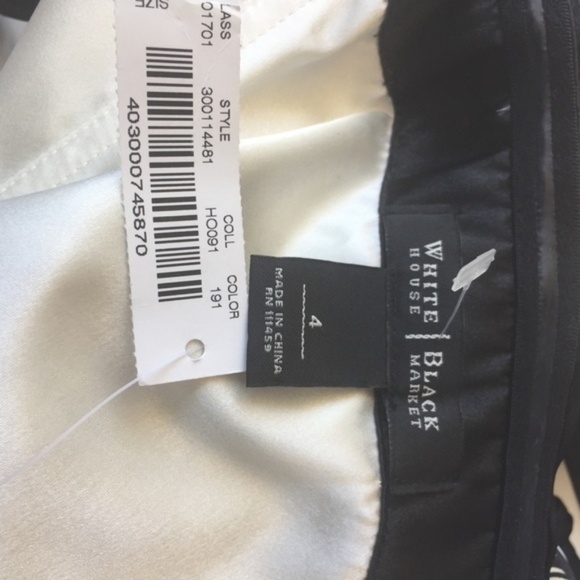 SIZE
LASS STYLE COLL COLOR
01701 300114481 HO091 191
403000745870
4
MADE IN CHINA
RN 111459
WHITE BLACK
HOUSE MARKET